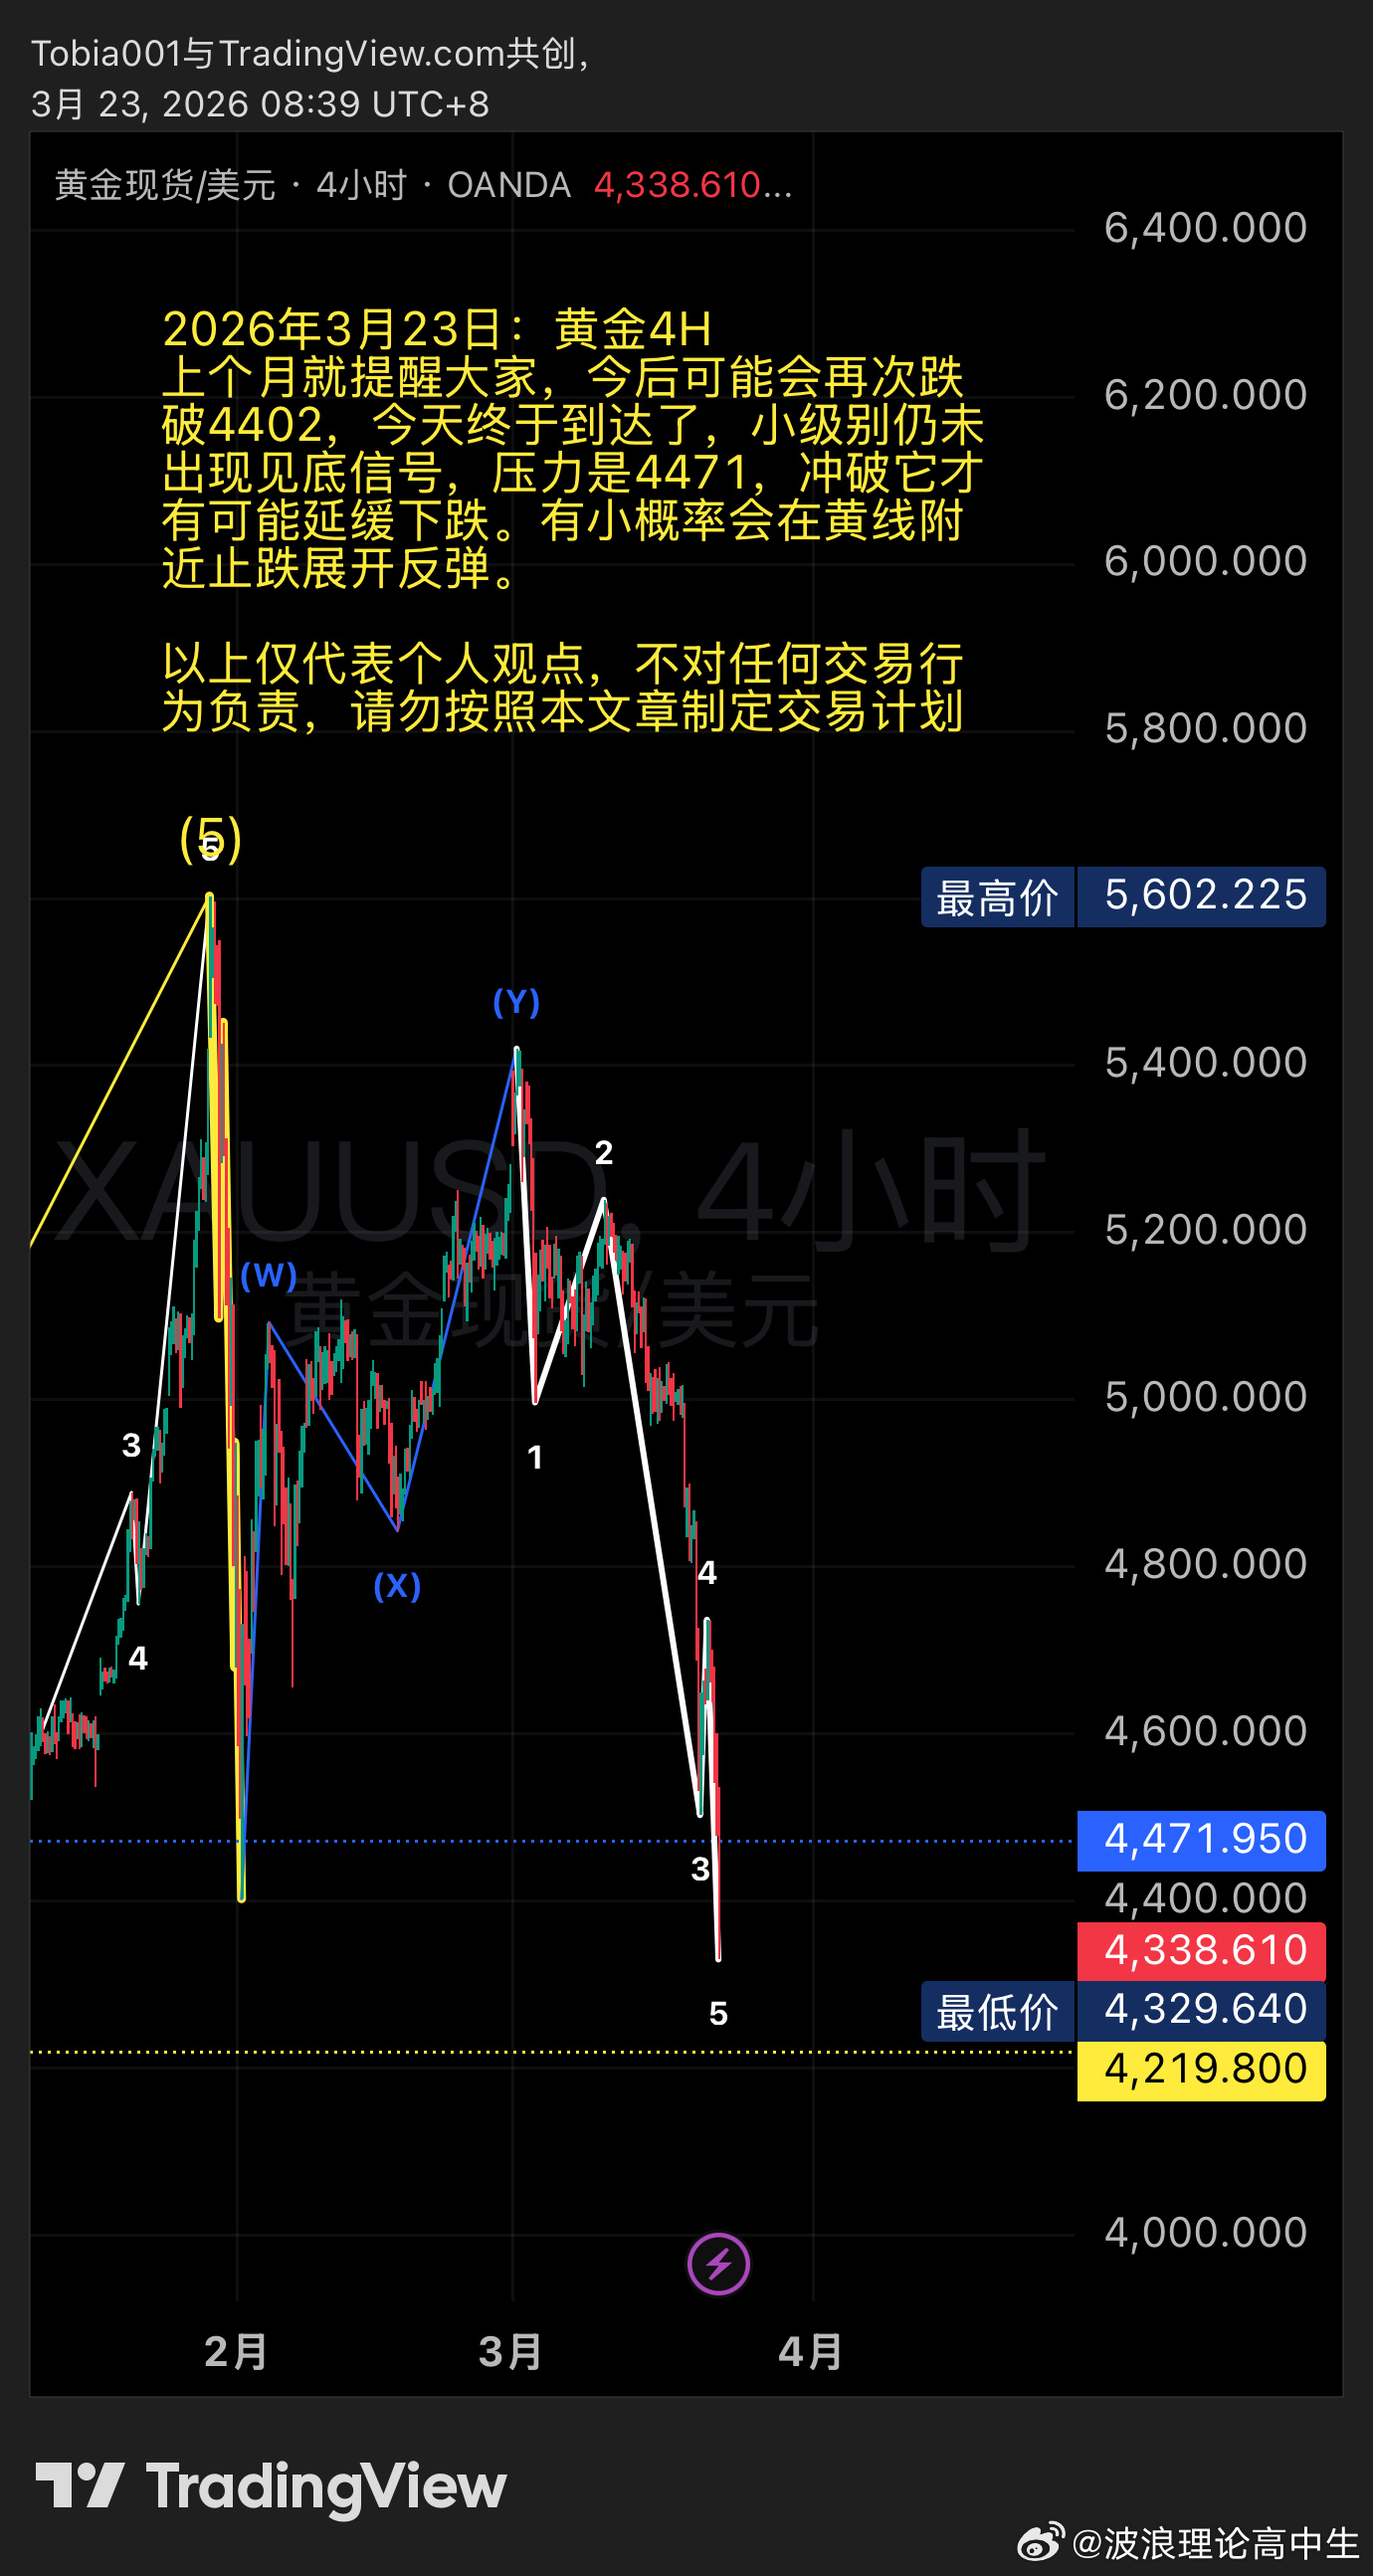 Tobia001与TradingView.com共创，
3月 23, 2026 08:39 UTC+8
黄金现货/美元 · 4小时 · OANDA 4,338.610...
6,400.000
2026年3月23日：黄金4H
上个月就提醒大家，今后可能会再次跌
破4402，今天终于到达了，小级别仍未
出现见底信号，压力是4471，冲破它才
有可能延缓下跌。有小概率会在黄线附
近止跌展开反弹。
以上仅代表个人观点，不对任何交易行
为负责，请勿按照本文章制定交易计划
6,200.000
6,000.000
5,800.000
(5)
5
最高价 5,602.225
(Y)
5,400.000
XAUUSD, 4小时
黄金现货/美元
2
5,200.000
(W)
5,000.000
3
1
4,800.000
4
(X)
4
4,600.000
4,471.950
3
4,400.000
4,338.610
最低价 4,329.640
5
4,219.800
4,000.000
2月 3月 4月
TradingView
@波浪理论高中生